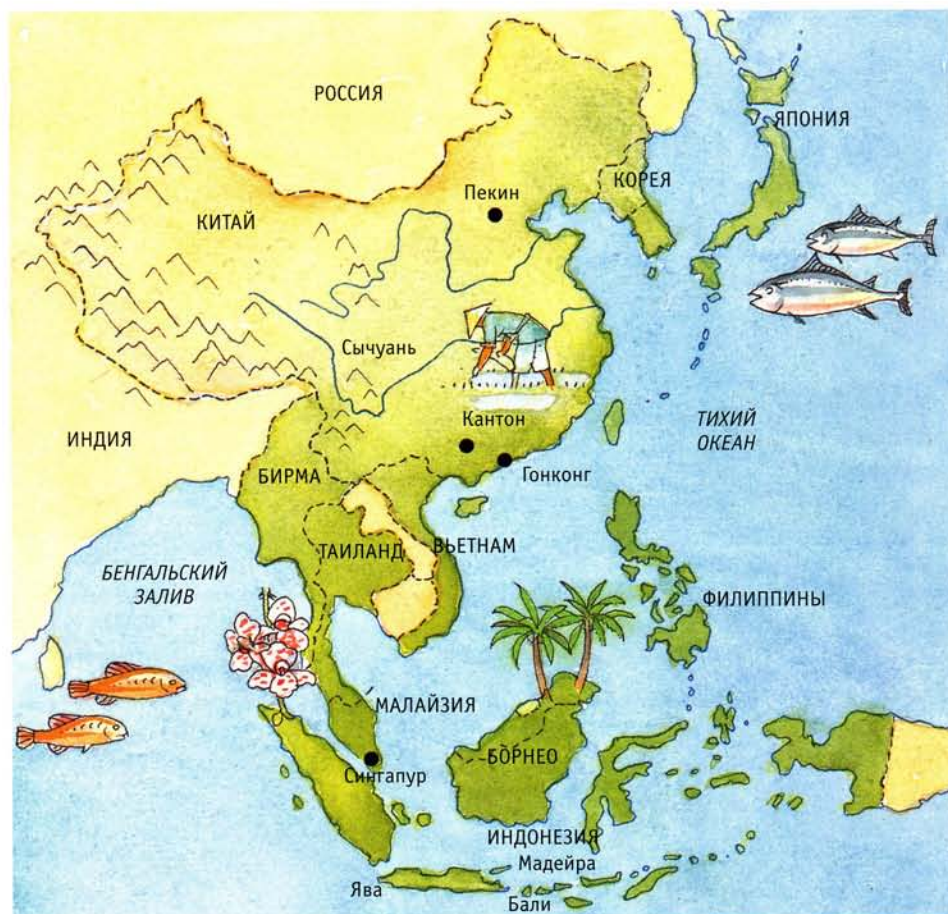 РОССИЯ
ЯПОНИЯ
КОРЕЯ
Пекин
КИТАЙ
Сычуань
Кантон
ТИХИЙ
ОКЕАН
ИНДИЯ
БИРМА
Гонконг
ТАИЛАНД
ВЬЕТНАМ
БЕНГАЛЬСКИЙ
ЗАЛИВ
ФИЛИППИНЫ
МАЛАЙЗИЯ
БОРНЕО
Сингапур
ИНДОНЕЗИЯ
Мадейра
Ява
Бали